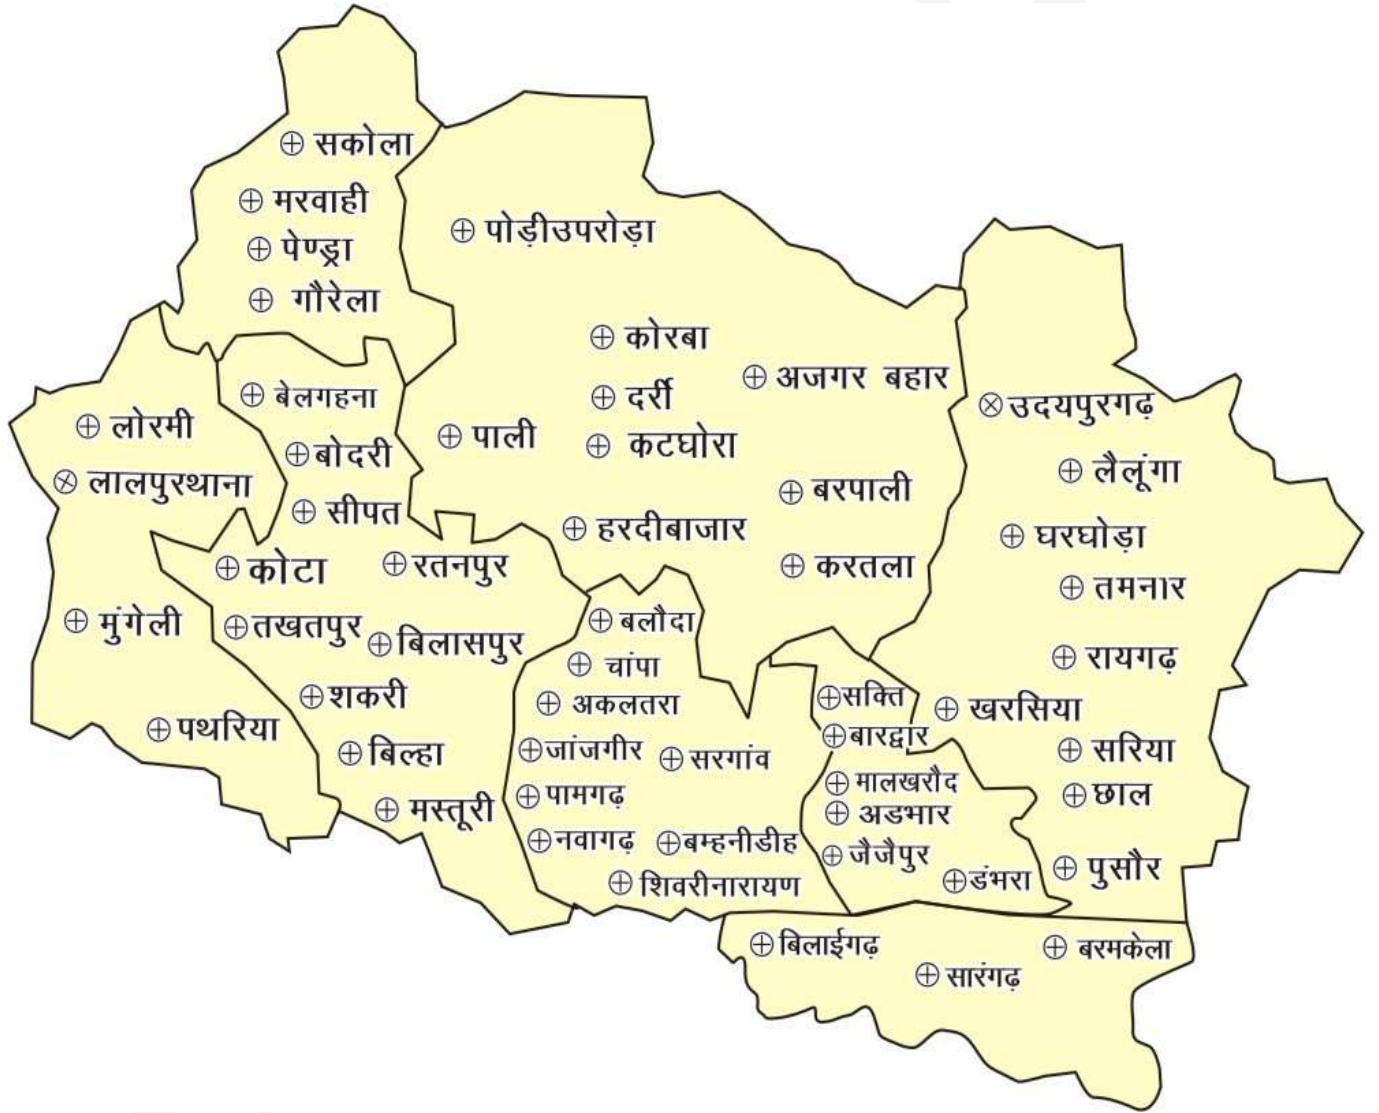 सकोला
मरवाही
पेण्ड्रा
गौरेला
पोड़ीउपरोड़ा
कोरबा
अजगर बहार
दर्री
पाली
कटघोरा
बरपाली
हरदीबाजार
करतला
उदयपुरगढ़
लैलूंगा
घरघोड़ा
तमनार
रायगढ़
खरसिया
सरिया
छाल
पुसौर
लोरमी
लालपुरथाना
मुंगेली
पथरिया
बेलगहना
बोदरी
सीपत
कोटा
रतनपुर
तखतपुर
बिलासपुर
शकरी
बिल्हा
मस्तूरी
बलौदा
चांपा
अकलतरा
जांजगीर
सरगांव
पामगढ़
नवागढ़
बम्हनीडीह
शिवरीनारायण
सक्ति
बारद्वार
मालखरौद
अडभार
जैजैपुर
डंभरा
बिलाईगढ़
सारंगढ़
बरमकेला